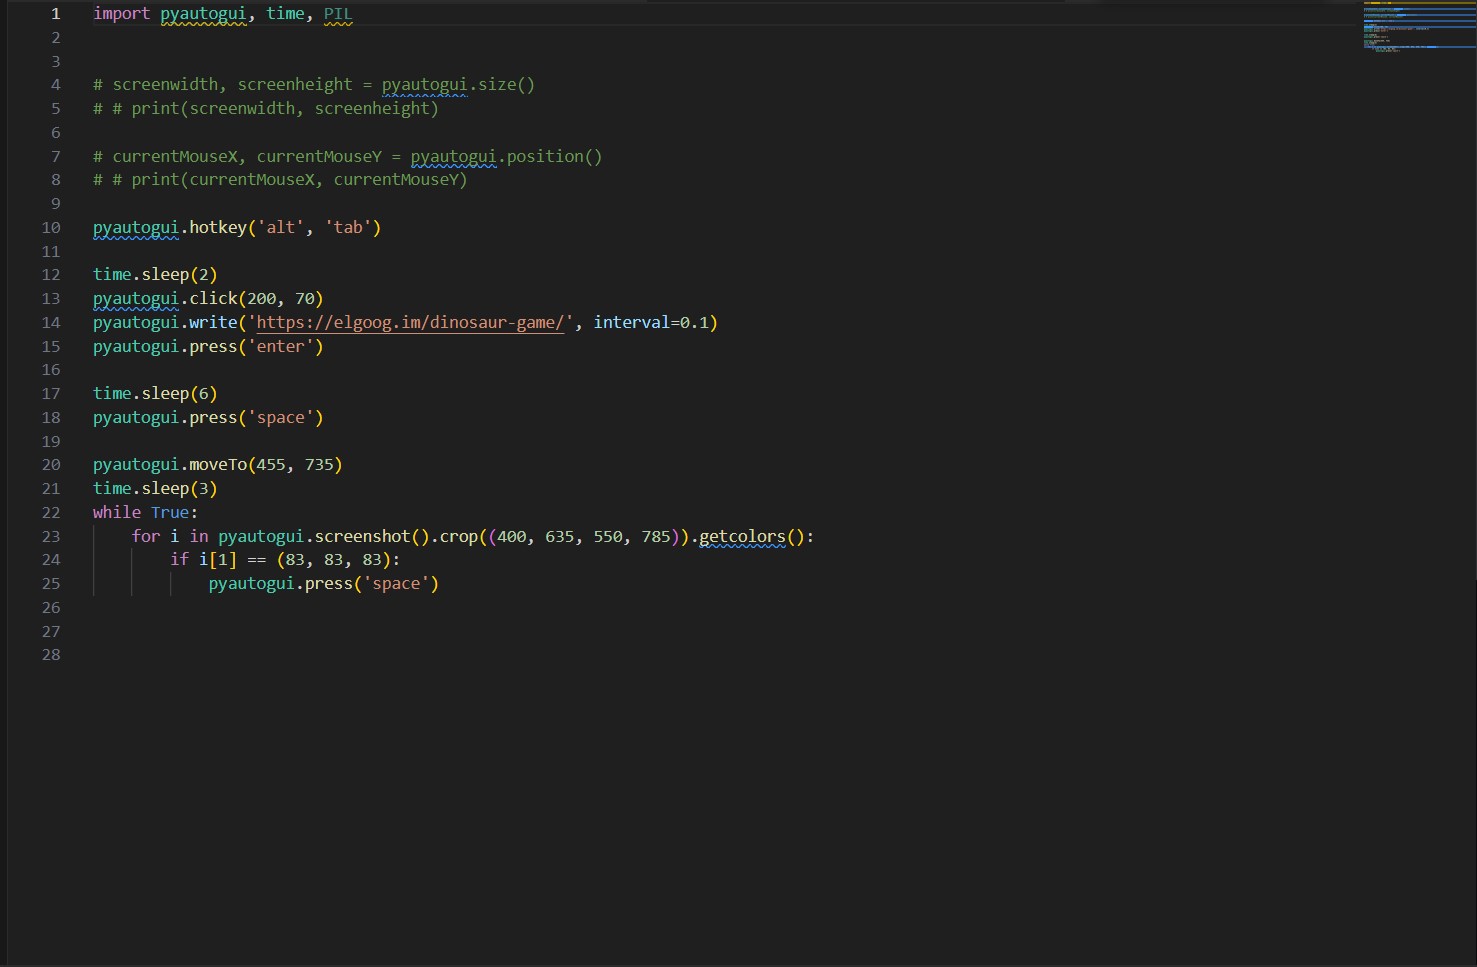 1 import pyautogui, time, PIL
2
3
4 # screenwidth, screenheight = pyautogui.size()
5 # # print(screenwidth, screenheight)
6
7 # currentMouseX, currentMouseY = pyautogui.position()
8 # # print(currentMouseX, currentMouseY)
9
10 pyautogui.hotkey('alt', 'tab')
11
12 time.sleep(2)
13 pyautogui.click(200, 70)
14 pyautogui.write('https://elgoog.im/dinosaur-game/', interval=0.1)
15 pyautogui.press('enter')
16
17 time.sleep(6)
18 pyautogui.press('space')
19
20 pyautogui.moveTo(455, 735)
21 time.sleep(3)
22 while True:
23     for i in pyautogui.screenshot().crop((400, 635, 550, 785)).getcolors():
24         if i[1] == (83, 83, 83):
25             pyautogui.press('space')
26
27
28